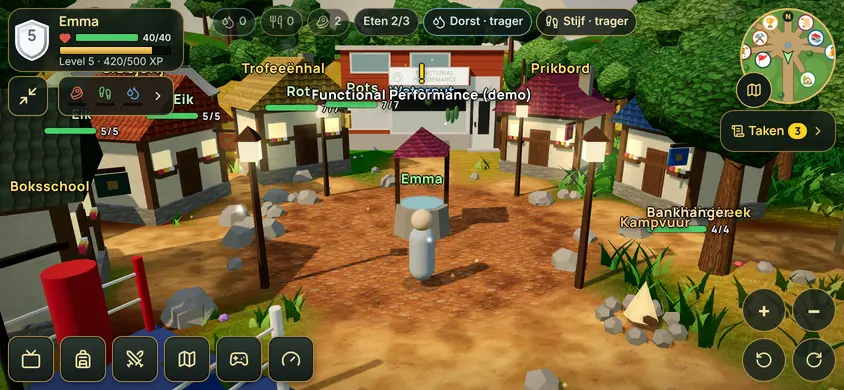 5
Emma
40/40
Level 5 · 420/500 XP
0
0
2
Eten 2/3
Dorst · trager
Stijf · trager
N
Trofeeënhal
Prikbord
!
FUNCTIONAL
PERFORMANCE
Functional Performance (demo)
Rots
7/7
Eik
5/5
5/5
Taken 3
Emma
Boksschool
Kampvuur
4/4
+
−